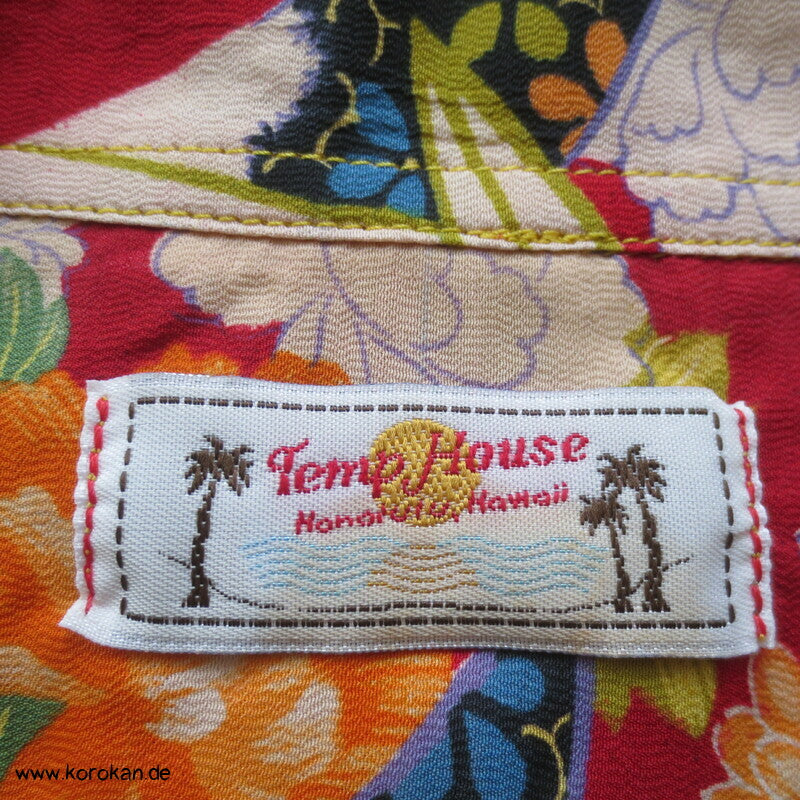 Temp. House
Honolulu, Hawaii
www.korokan.de